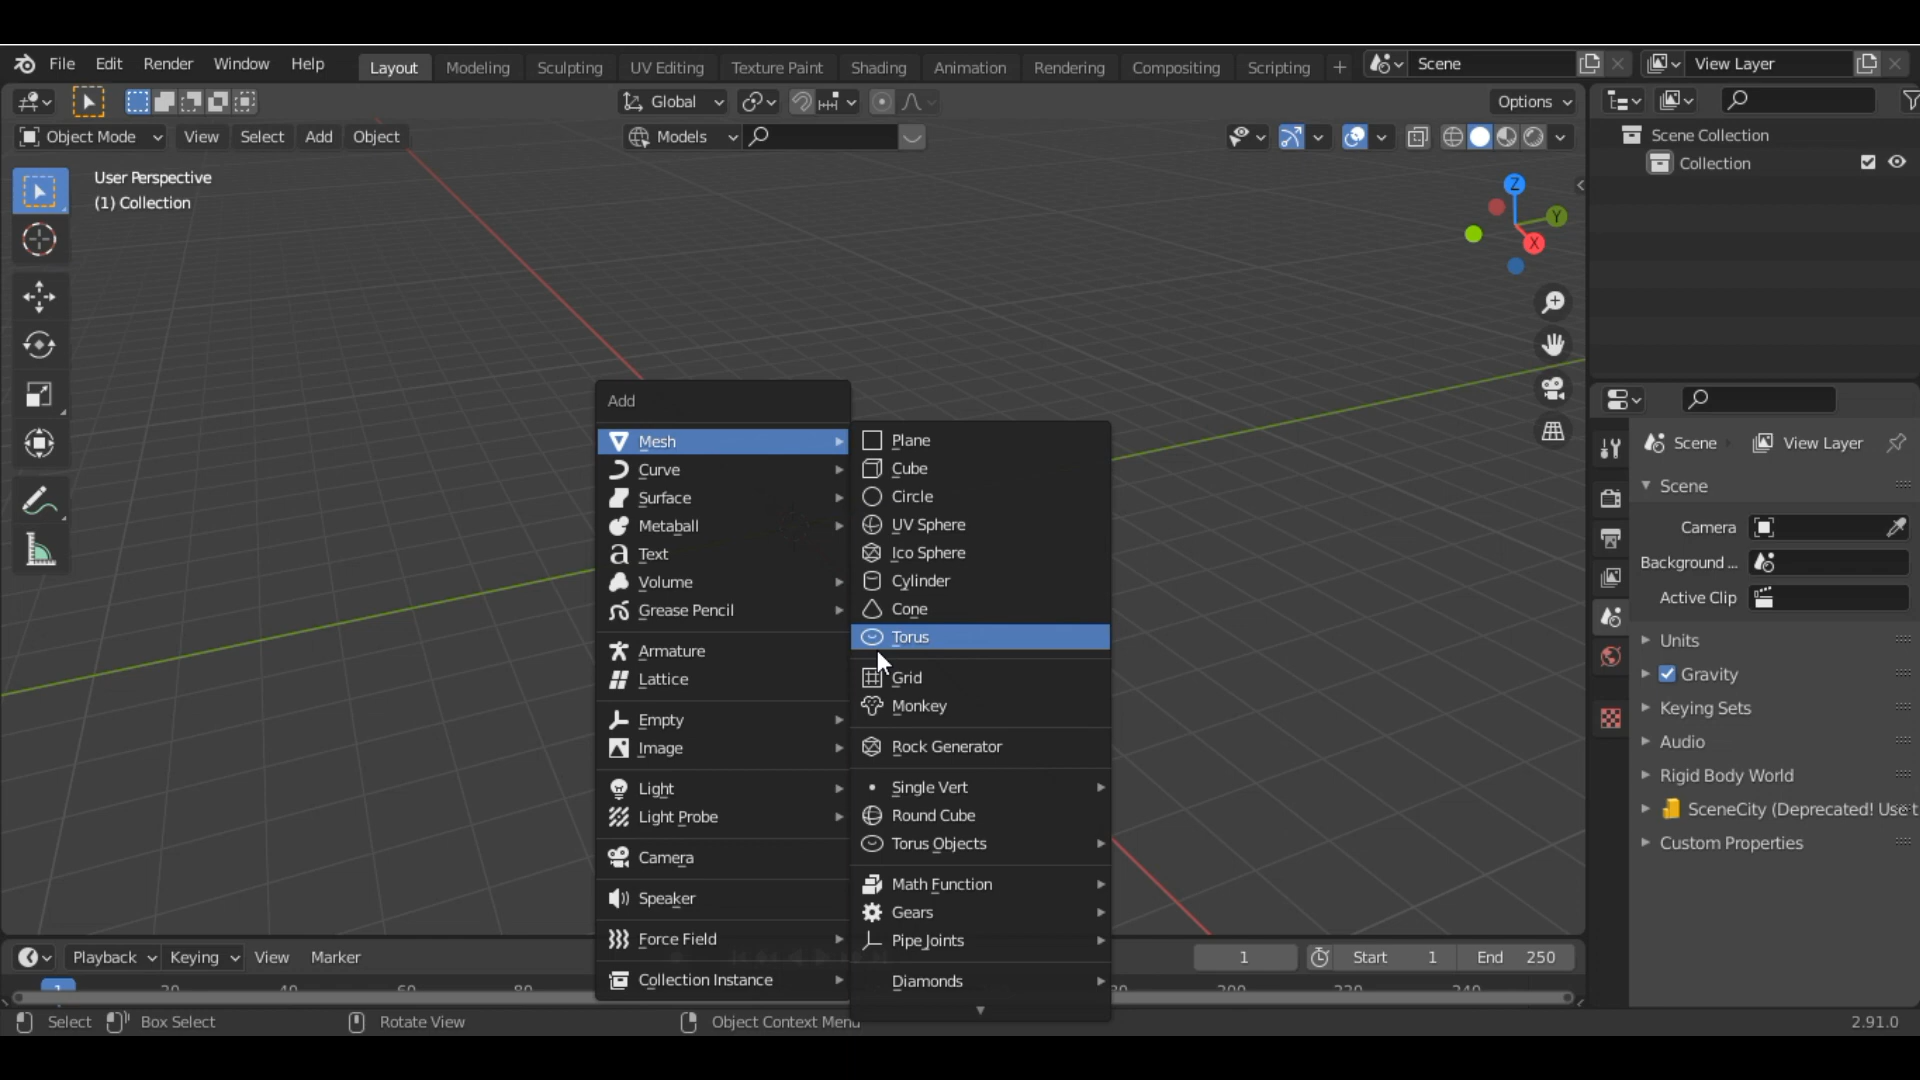 File Edit Render Window Help Layout Modeling Sculpting UV Editing Texture Paint Shading Animation Rendering Compositing Scripting + Scene View Layer
Global Options
Object Mode View Select Add Object Models
Scene Collection
Collection
User Perspective
(1) Collection
Z
Y
X
Add
Mesh
Curve
Surface
Metaball
Text
Volume
Grease Pencil
Armature
Lattice
Empty
Image
Light
Light Probe
Camera
Speaker
Force Field
Collection Instance
Plane
Cube
Circle
UV Sphere
Ico Sphere
Cylinder
Cone
Torus
Grid
Monkey
Rock Generator
Single Vert
Round Cube
Torus Objects
Math Function
Gears
Pipe Joints
Diamonds
Scene View Layer
Scene
Camera
Background ...
Active Clip
Units
Gravity
Keying Sets
Audio
Rigid Body World
SceneCity (Deprecated! Use t
Custom Properties
Playback Keying View Marker 1 Start 1 End 250
1
Select Box Select Rotate View Object Context Menu 2.91.0